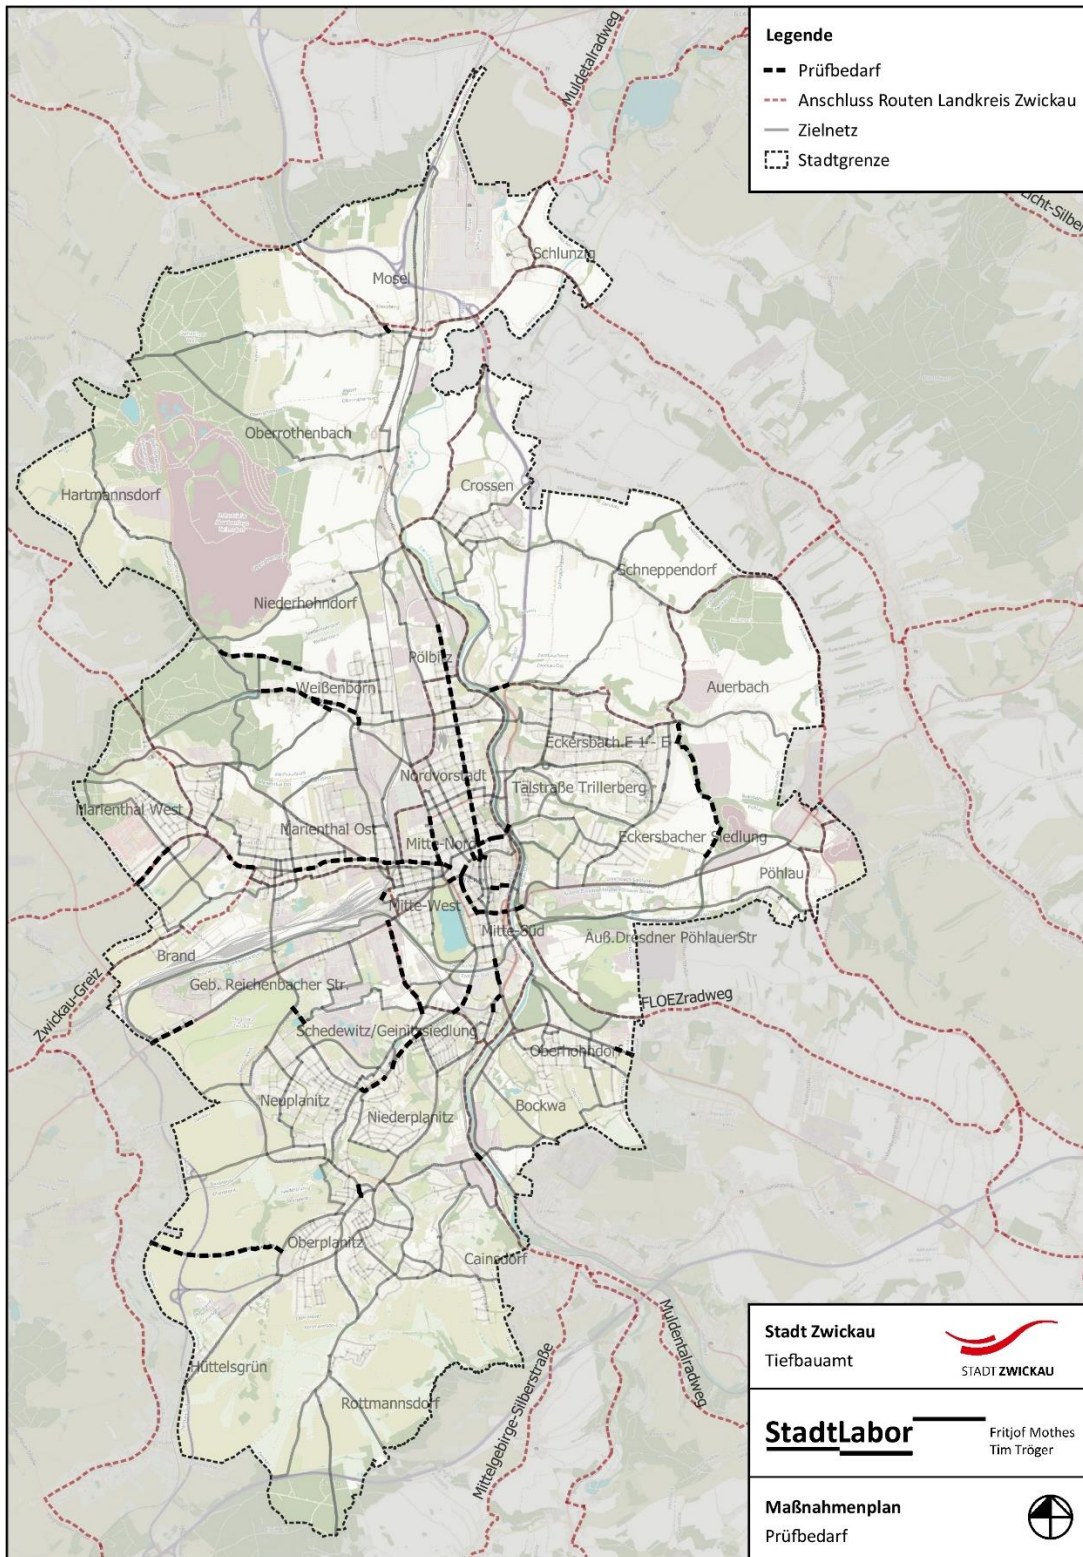 Legende
Prüfbedarf
Anschluss Routen Landkreis Zwickau
Zielnetz
Stadtgrenze
Muldetalradweg
Schlunzig
Mosel
Oberrothenbach
Hartmannsdorf
Crossen
Schneppendorf
Niederhohndorf
Pölbitz
Weißenborn
Auerbach
Eckersbach E 1 - E
Nordvorstadt
Talstraße Trillerberg
Marienthal West
Marienthal Ost
Mitte-Nord
Eckersbacher Siedlung
Pöhlau
Mitte-West
Mitte-Süd
Äuß.Dresdner PöhlauerStr
Brand
Geb. Reichenbacher Str.
Zwickau-Greiz
FLOEZradweg
Schedewitz/Geinitzsiedlung
Oberhohndorf
Neuplanitz
Niederplanitz
Bockwa
Oberplanitz
Cainsdorf
Hüttelsgrün
Rottmannsdorf
Muldentalradweg
Mittelgebirge-Silberstraße
Stadt Zwickau
Tiefbauamt
STADT ZWICKAU
StadtLabor
Fritjof Mothes
Tim Tröger
Maßnahmenplan
Prüfbedarf